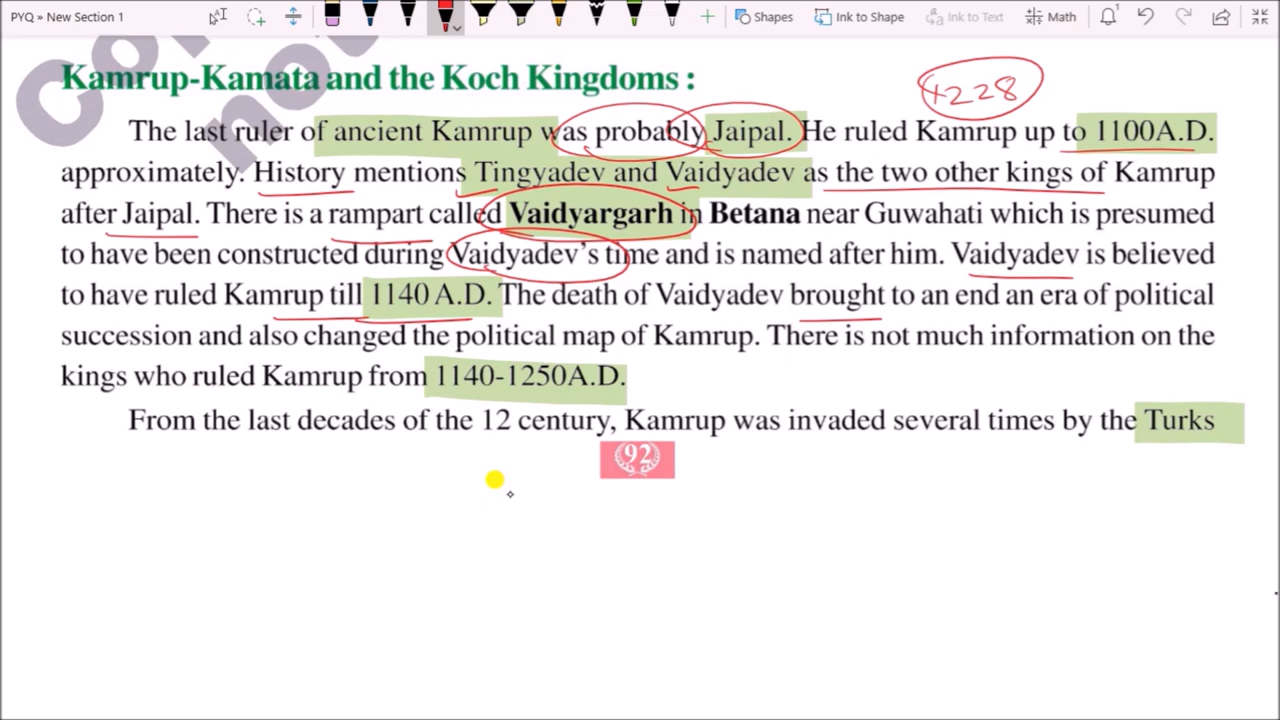 PYQ » New Section 1
Shapes
Ink to Shape
Ink to Text
Math
Kamrup-Kamata and the Koch Kingdoms :
1228
The last ruler of ancient Kamrup was probably Jaipal. He ruled Kamrup up to 1100A.D.
approximately. History mentions Tingyadev and Vaidyadev as the two other kings of Kamrup
after Jaipal. There is a rampart called Vaidyargarh in Betana near Guwahati which is presumed
to have been constructed during Vaidyadev's time and is named after him. Vaidyadev is believed
to have ruled Kamrup till 1140 A.D. The death of Vaidyadev brought to an end an era of political
succession and also changed the political map of Kamrup. There is not much information on the
kings who ruled Kamrup from 1140-1250A.D.
From the last decades of the 12 century, Kamrup was invaded several times by the Turks
92